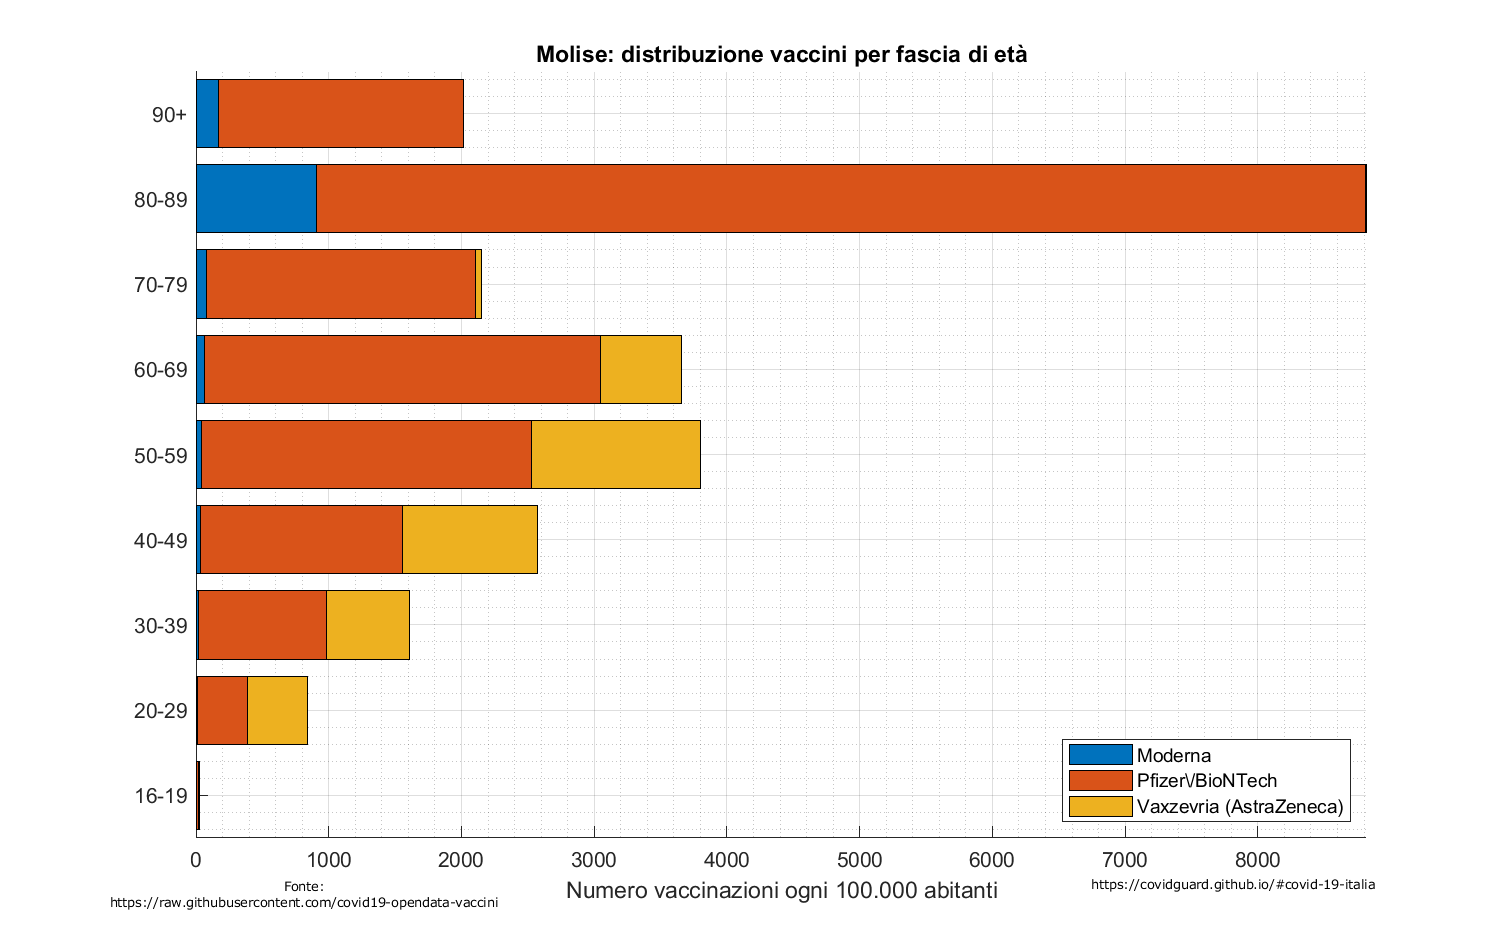 Molise: distribuzione vaccini per fascia di età
90+
80-89
70-79
60-69
50-59
40-49
30-39
20-29
16-19
Moderna
Pfizer\/BioNTech
Vaxzevria (AstraZeneca)
0 1000 2000 3000 4000 5000 6000 7000 8000
Numero vaccinazioni ogni 100.000 abitanti
Fonte:
https://raw.githubusercontent.com/covid19-opendata-vaccini
https://covidguard.github.io/#covid-19-italia